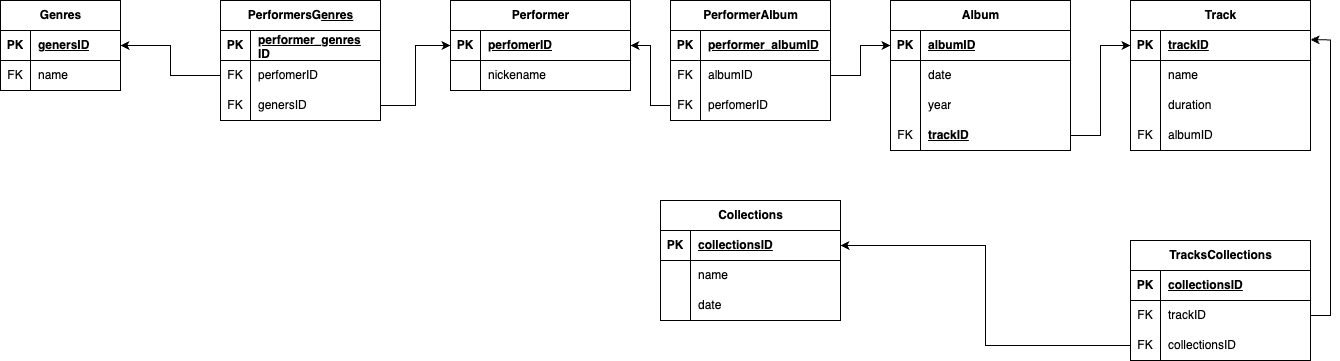 Genres
PK genersID
FK name
PerformersGenres
PK performer_genres
ID
FK perfomerID
FK genersID
Performer
PK perfomerID
nickename
PerformerAlbum
PK performer_albumID
FK albumID
FK perfomerID
Album
PK albumID
date
year
FK trackID
Track
PK trackID
name
duration
FK albumID
Collections
PK collectionsID
name
date
TracksCollections
PK collectionsID
FK trackID
FK collectionsID